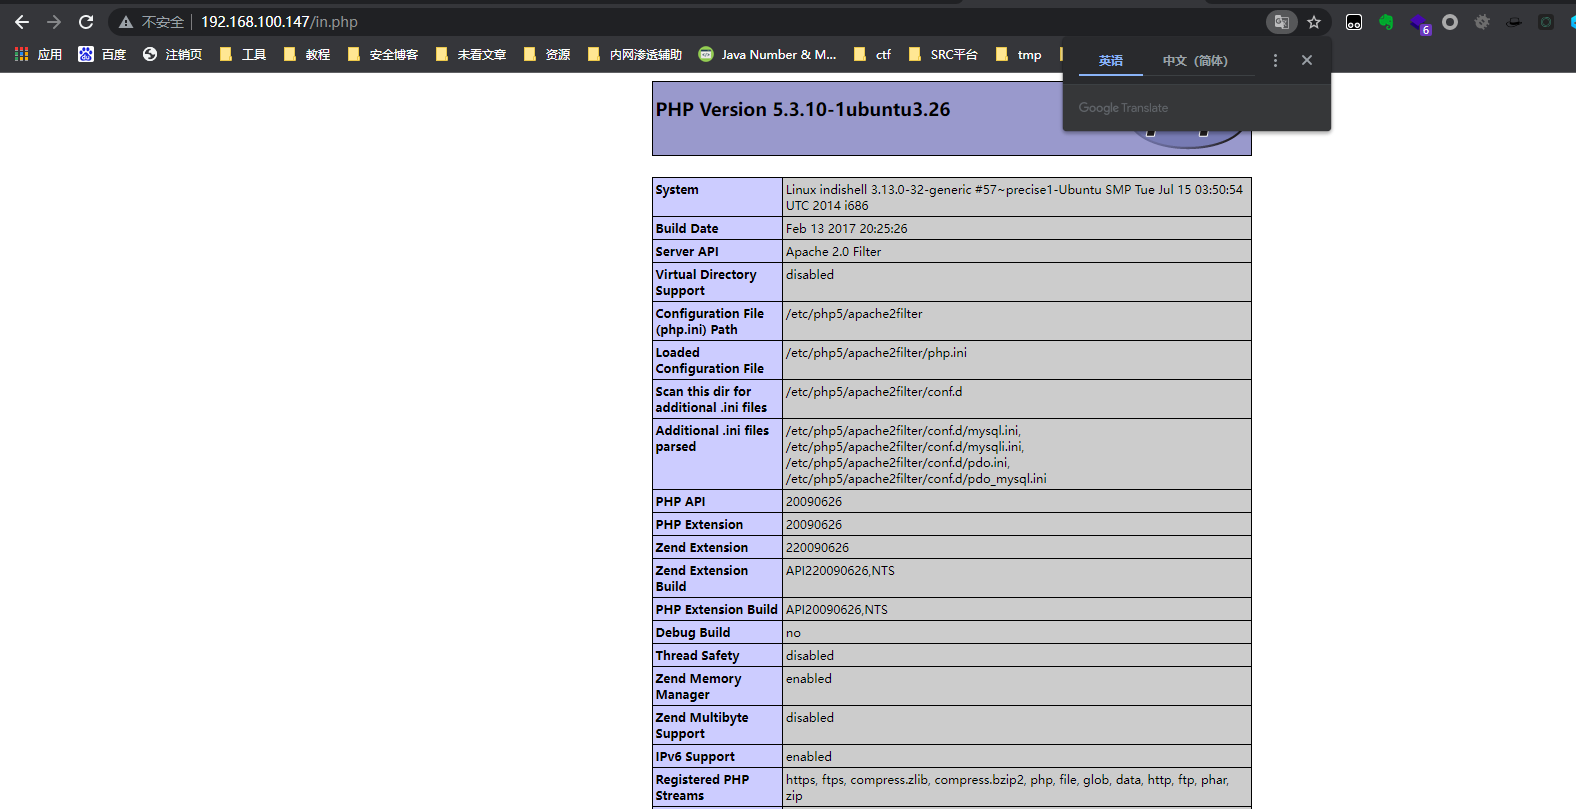 不安全 192.168.100.147/in.php
6
应用 百度 注销页 工具 教程 安全博客 未看文章 资源 内网渗透辅助 Java Number & M... ctf SRC平台 tmp
英语 中文（简体）
Google Translate
PHP Version 5.3.10-1ubuntu3.26
System Linux indishell 3.13.0-32-generic #57~precise1-Ubuntu SMP Tue Jul 15 03:50:54
UTC 2014 i686
Build Date Feb 13 2017 20:25:26
Server API Apache 2.0 Filter
Virtual Directory disabled
Support
Configuration File /etc/php5/apache2filter
(php.ini) Path
Loaded /etc/php5/apache2filter/php.ini
Configuration File
Scan this dir for /etc/php5/apache2filter/conf.d
additional .ini files
Additional .ini files /etc/php5/apache2filter/conf.d/mysql.ini,
parsed /etc/php5/apache2filter/conf.d/mysqli.ini,
/etc/php5/apache2filter/conf.d/pdo.ini,
/etc/php5/apache2filter/conf.d/pdo_mysql.ini
PHP API 20090626
PHP Extension 20090626
Zend Extension 220090626
Zend Extension API220090626,NTS
Build
PHP Extension Build API20090626,NTS
Debug Build no
Thread Safety disabled
Zend Memory enabled
Manager
Zend Multibyte disabled
Support
IPv6 Support enabled
Registered PHP https, ftps, compress.zlib, compress.bzip2, php, file, glob, data, http, ftp, phar,
Streams zip